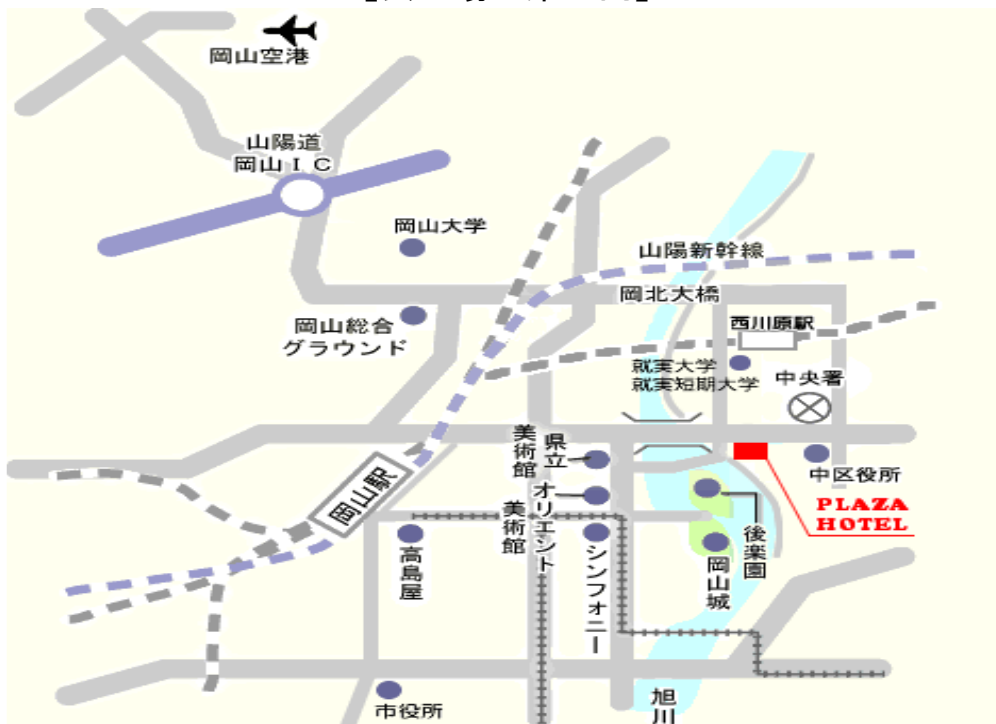 岡山空港
山陽道
岡山IC
岡山大学
山陽新幹線
岡北大橋
岡山総合
グラウンド
西川原駅
就実大学
就実短期大学
中央署
県立
美術館
岡山駅
オリエント
美術館
中区役所
PLAZA
HOTEL
後楽園
高島屋
シンフォニー
岡山城
市役所
旭川